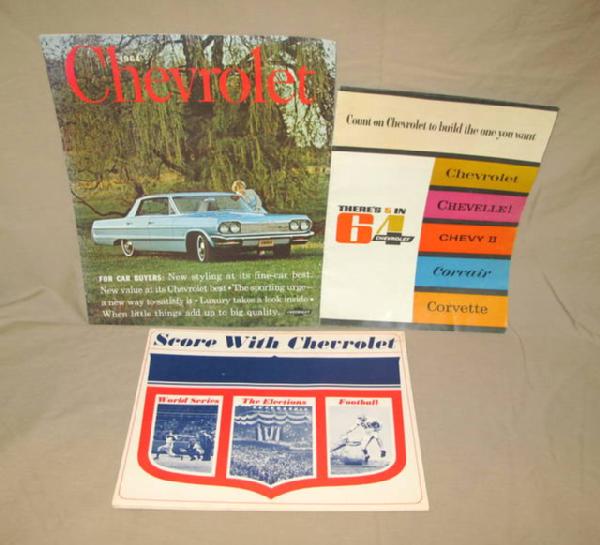 1964
Chevrolet
FOR CAR BUYERS: New styling at its fine-car best.
New value at its Chevrolet best • The sporting urge—
a new way to satisfy it • Luxury takes a look inside •
When little things add up to big quality. CHEVROLET
Count on Chevrolet to build the one you want
THERE'S 5 IN
64
CHEVROLET
Chevrolet
CHEVELLE!
CHEVY II
Corvair
Corvette
Score With Chevrolet
World Series
The Elections
Football